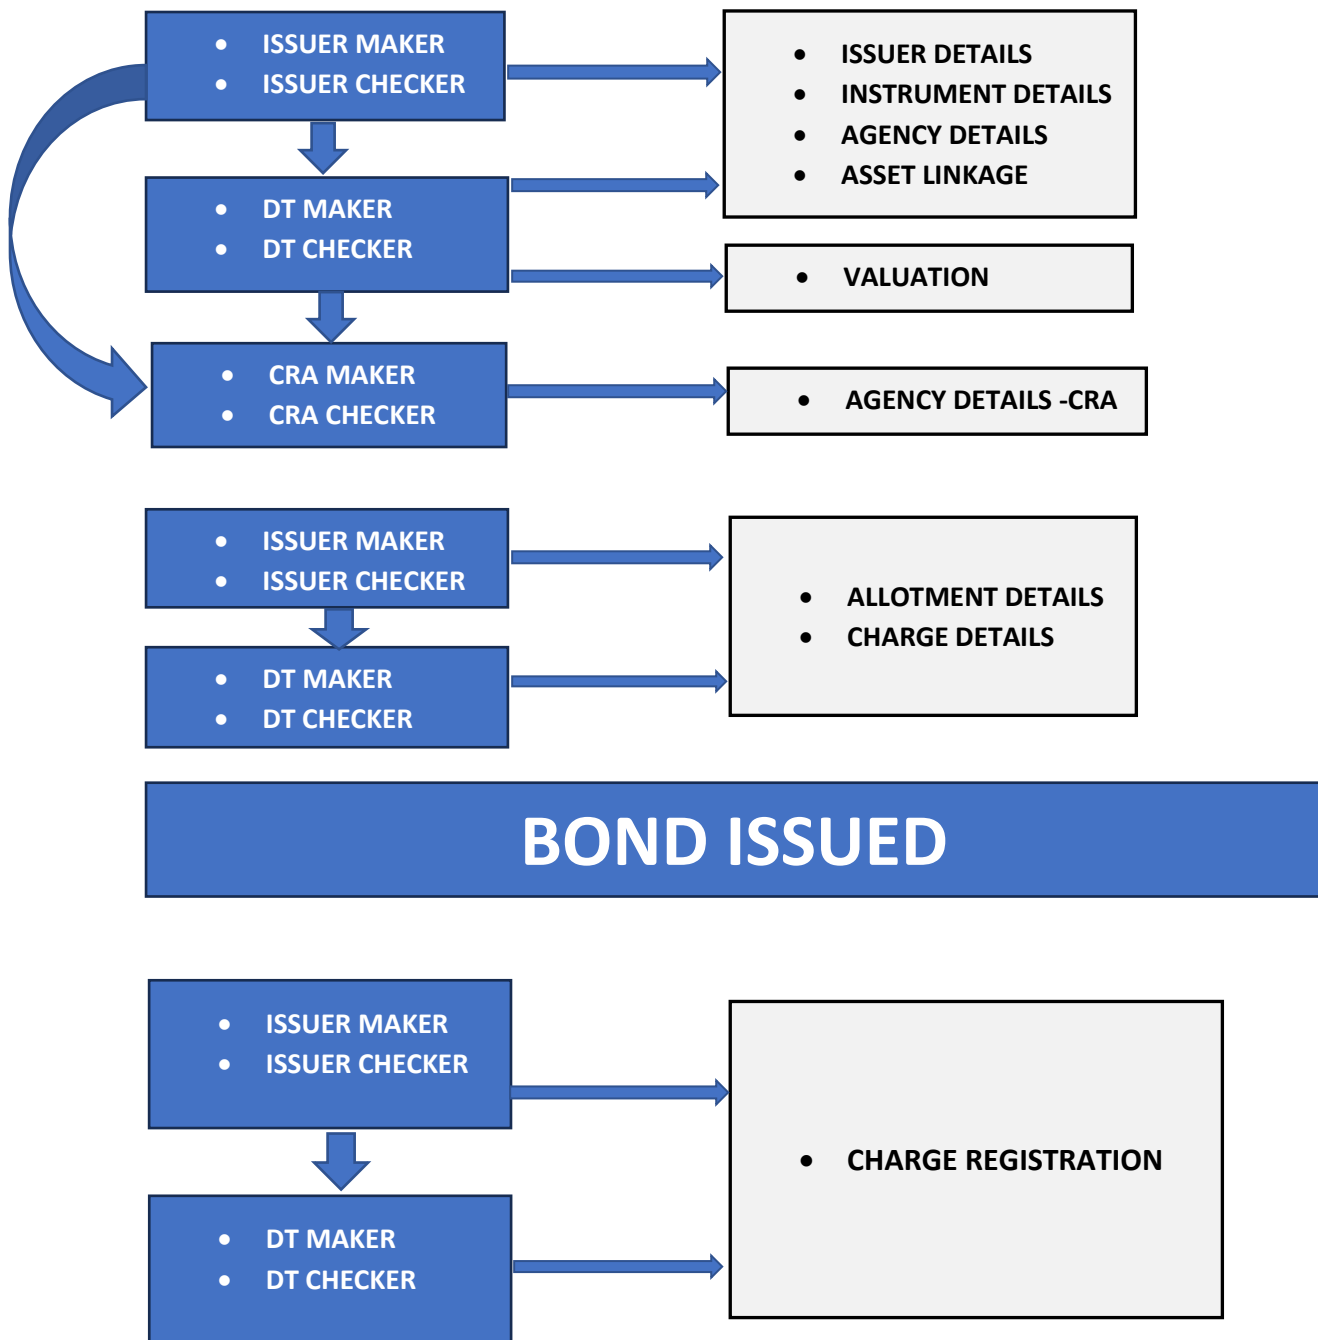 • ISSUER MAKER
• ISSUER CHECKER
• ISSUER DETAILS
• INSTRUMENT DETAILS
• AGENCY DETAILS
• ASSET LINKAGE
• DT MAKER
• DT CHECKER
• VALUATION
• CRA MAKER
• CRA CHECKER
• AGENCY DETAILS -CRA
• ISSUER MAKER
• ISSUER CHECKER
• ALLOTMENT DETAILS
• CHARGE DETAILS
• DT MAKER
• DT CHECKER
BOND ISSUED
• ISSUER MAKER
• ISSUER CHECKER
• CHARGE REGISTRATION
• DT MAKER
• DT CHECKER